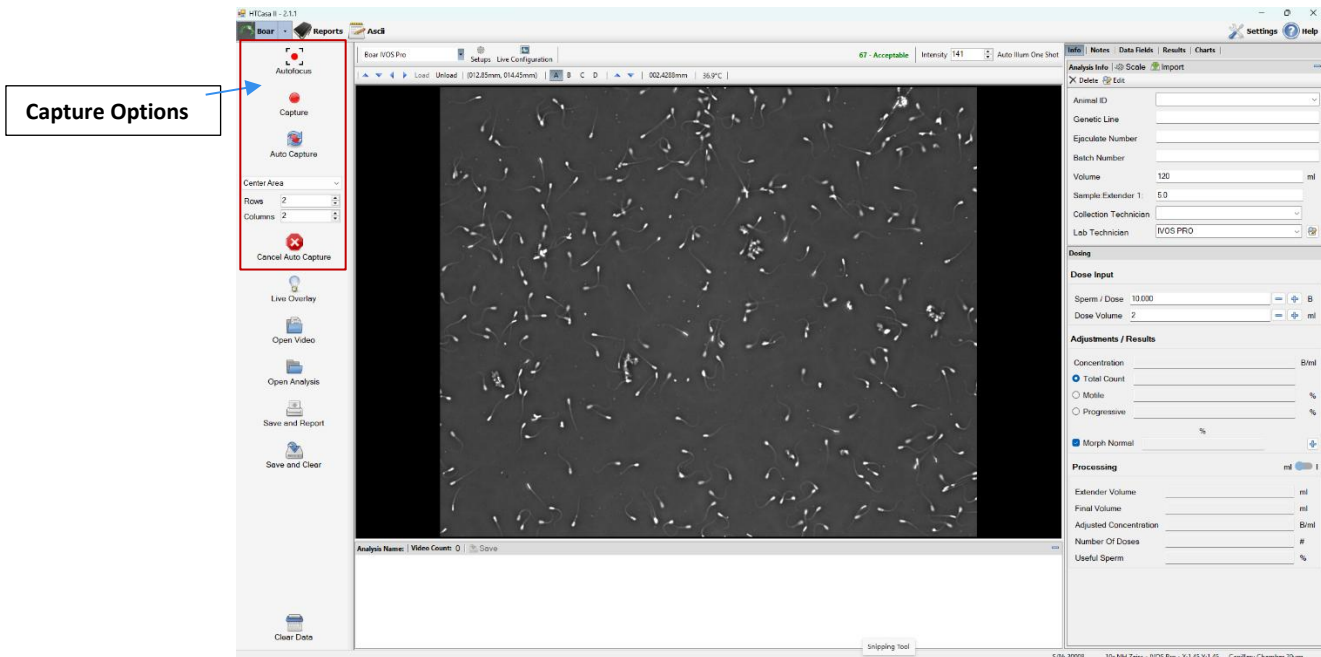 HTCasa II - 2.1.1
Boar
Reports
Ascii
Settings
Help
Capture Options
Autofocus
Capture
Auto Capture
Center Area
Rows 2
Columns 2
Cancel Auto Capture
Live Overlay
Open Video
Open Analysis
Save and Report
Save and Clear
Clear Data
Boar IVOS Pro
Setups Live Configuration
67 - Acceptable
Intensity 141
Auto Illum One Shot
Load Unload (012.85mm, 014.45mm) A B C D 002.4288mm 36.9°C
Analysis Name: Video Count: 0 Save
Snipping Tool
Info Notes Data Fields Results Charts
Analysis Info Scale Import
Delete Edit
Animal ID
Genetic Line
Ejaculate Number
Batch Number
Volume 120 ml
Sample:Extender 1: 5.0
Collection Technician
Lab Technician IVOS PRO
Dosing
Dose Input
Sperm / Dose 10.000 B
Dose Volume 2 ml
Adjustments / Results
Concentration B/ml
Total Count
Motile %
Progressive %
%
Morph Normal
Processing ml l
Extender Volume ml
Final Volume ml
Adjusted Concentration B/ml
Number Of Doses #
Useful Sperm %